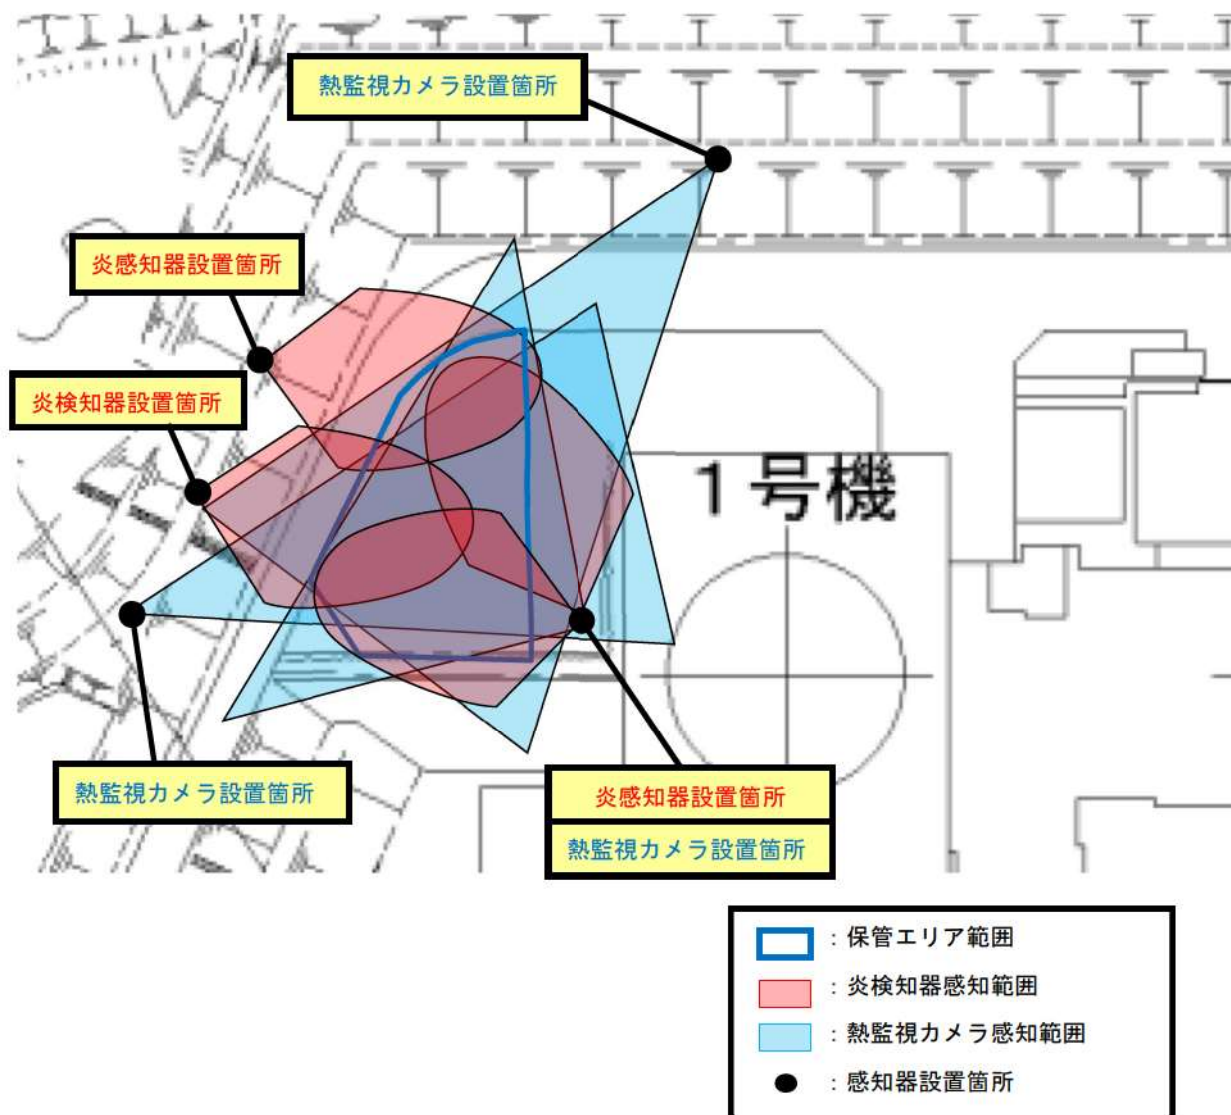 熱監視カメラ設置箇所
炎感知器設置箇所
炎検知器設置箇所
1号機
熱監視カメラ設置箇所
炎感知器設置箇所
熱監視カメラ設置箇所
：保管エリア範囲
：炎検知器感知範囲
：熱監視カメラ感知範囲
：感知器設置箇所